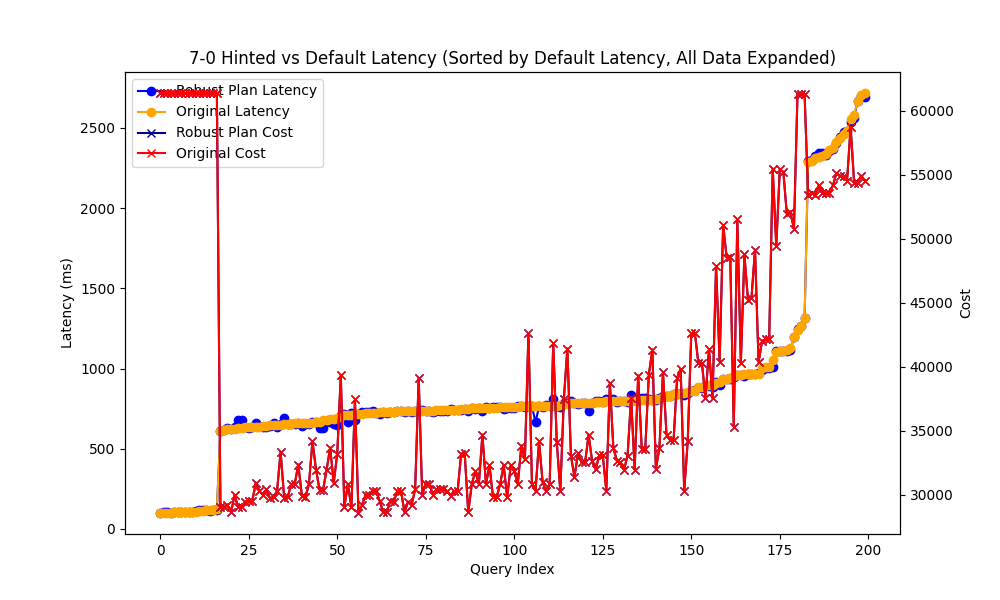 7-0 Hinted vs Default Latency (Sorted by Default Latency, All Data Expanded)
Robust Plan Latency
Original Latency
Robust Plan Cost
Original Cost
Latency (ms)
2500
2000
1500
1000
500
0
60000
55000
50000
45000
40000
35000
30000
Cost
0 25 50 75 100 125 150 175 200
Query Index